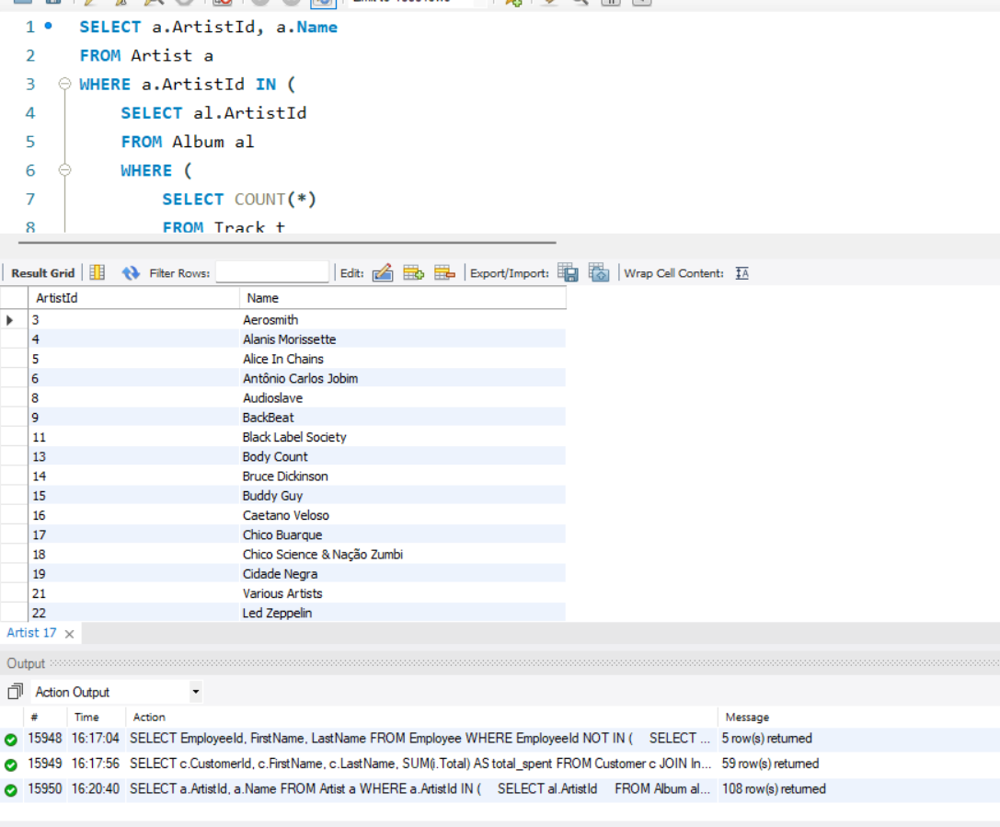 1 SELECT a.ArtistId, a.Name
2 FROM Artist a
3 WHERE a.ArtistId IN (
4 SELECT al.ArtistId
5 FROM Album al
6 WHERE (
7 SELECT COUNT(*)
8 FROM Track t
Result Grid Filter Rows: Edit: Export/Import: Wrap Cell Content:
ArtistId Name
3 Aerosmith
4 Alanis Morissette
5 Alice In Chains
6 Antônio Carlos Jobim
8 Audioslave
9 BackBeat
11 Black Label Society
13 Body Count
14 Bruce Dickinson
15 Buddy Guy
16 Caetano Veloso
17 Chico Buarque
18 Chico Science & Nação Zumbi
19 Cidade Negra
21 Various Artists
22 Led Zeppelin
Artist 17
Output
Action Output
# Time Action Message
15948 16:17:04 SELECT EmployeeId, FirstName, LastName FROM Employee WHERE EmployeeId NOT IN ( SELECT ... 5 row(s) returned
15949 16:17:56 SELECT c.CustomerId, c.FirstName, c.LastName, SUM(i.Total) AS total_spent FROM Customer c JOIN In... 59 row(s) returned
15950 16:20:40 SELECT a.ArtistId, a.Name FROM Artist a WHERE a.ArtistId IN ( SELECT al.ArtistId FROM Album al... 108 row(s) returned